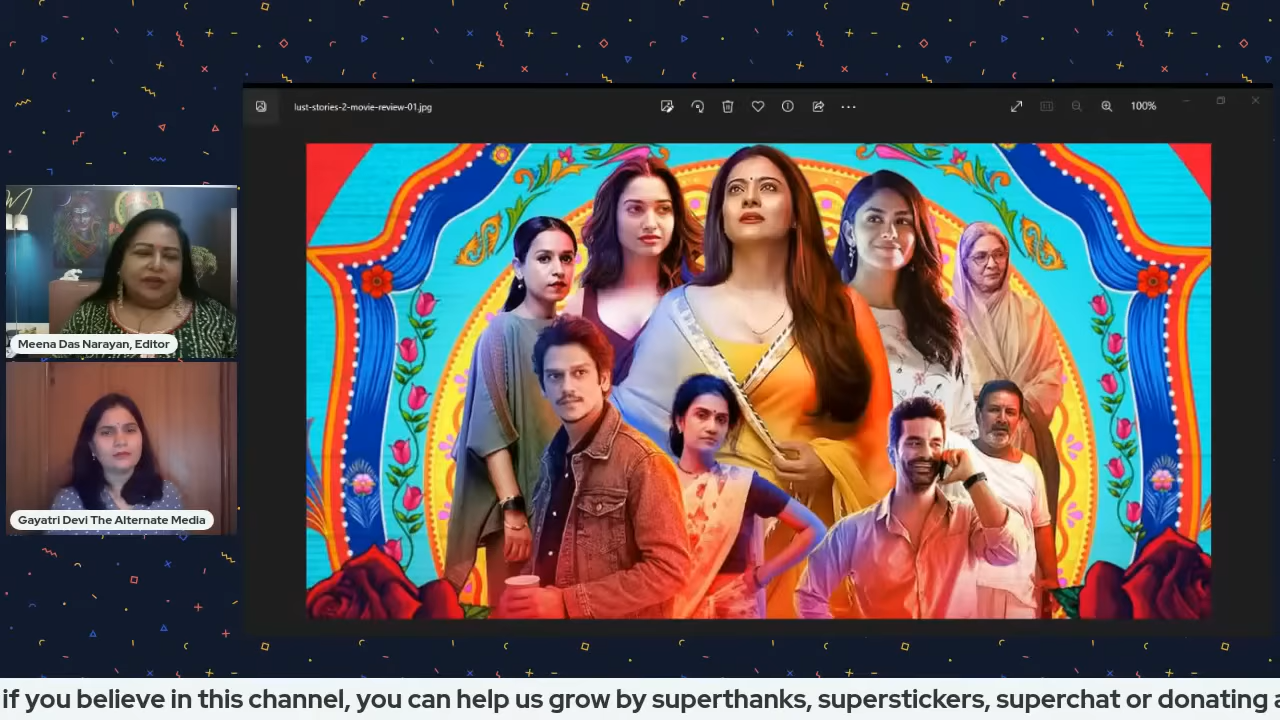 lust-stories-2-movie-review-01.jpg
100%
Meena Das Narayan, Editor
Gayatri Devi The Alternate Media
if you believe in this channel, you can help us grow by superthanks, superstickers, superchat or donating a